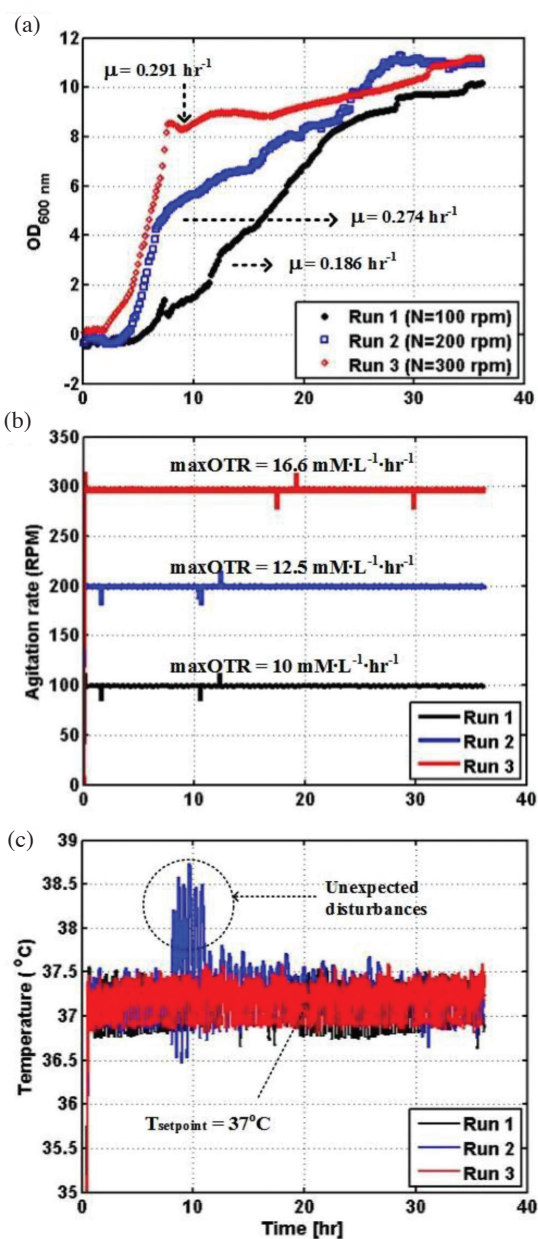 (a)
12
10
8
6
4
2
0
-2
OD600 nm
μ = 0.291 hr-1
μ = 0.274 hr-1
μ = 0.186 hr-1
Run 1 (N=100 rpm)
Run 2 (N=200 rpm)
Run 3 (N=300 rpm)
0 10 20 30 40
(b)
350
300
250
200
150
100
50
0
Agitation rate (RPM)
maxOTR = 16.6 mM·L-1·hr-1
maxOTR = 12.5 mM·L-1·hr-1
maxOTR = 10 mM·L-1·hr-1
Run 1
Run 2
Run 3
0 10 20 30 40
(c)
39
38.5
38
37.5
37
36.5
36
35.5
35
Temperature ( °C)
Unexpected
disturbances
Tsetpoint = 37°C
Run 1
Run 2
Run 3
0 10 20 30 40
Time [hr]